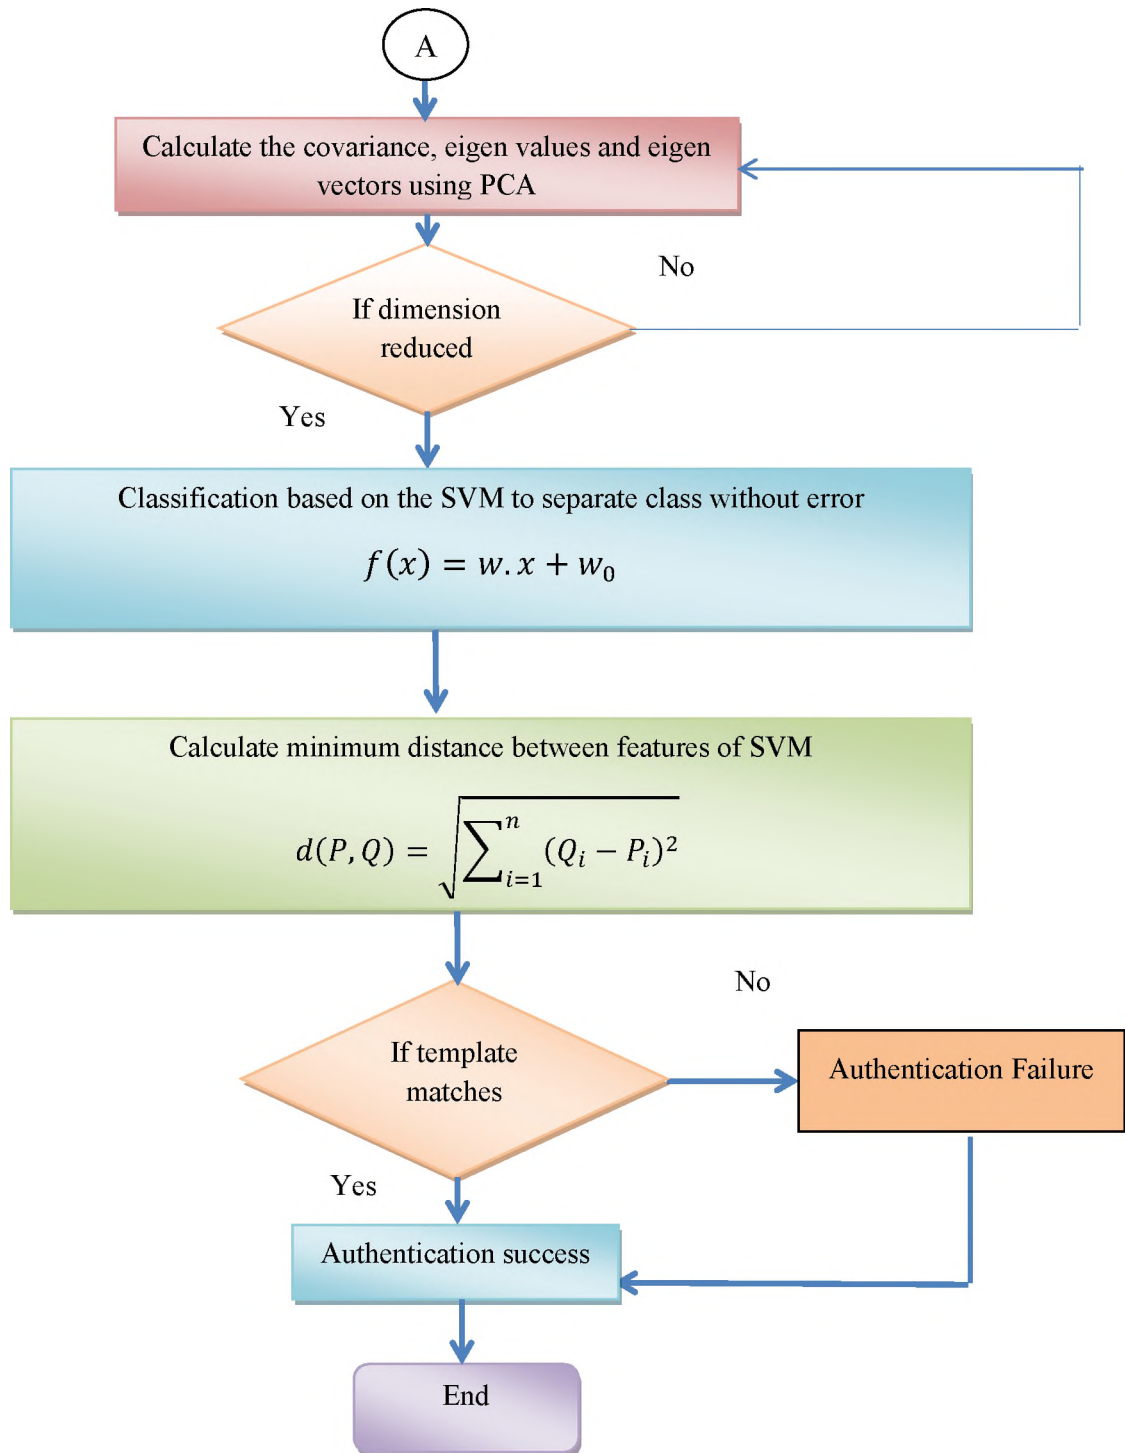 A
Calculate the covariance, eigen values and eigen
vectors using PCA
No
If dimension
reduced
Yes
Classification based on the SVM to separate class without error
f(x) = w. x + w₀
Calculate minimum distance between features of SVM
d(P, Q) = √∑ⁿᵢ₌₁ (Qᵢ − Pᵢ)²
No
If template
matches
Authentication Failure
Yes
Authentication success
End